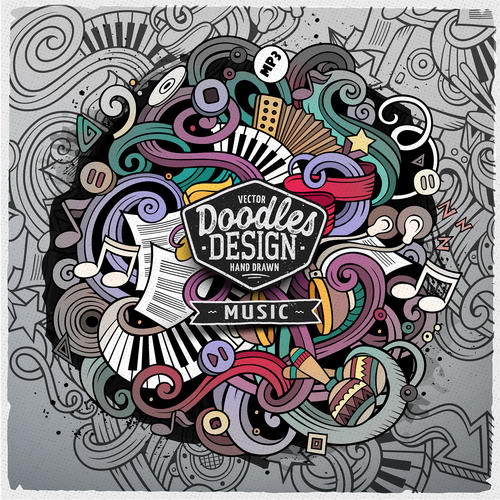 MP3
VECTOR
Doodles
DESIGN
HAND DRAWN
MUSIC